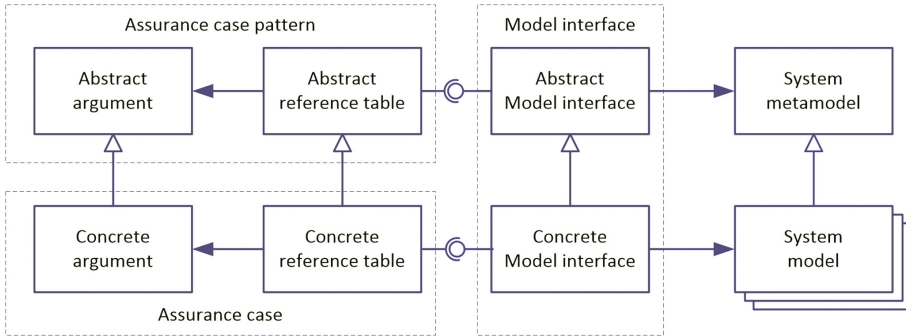 Assurance case pattern
Model interface
Abstract
argument
Abstract
reference table
Abstract
Model interface
System
metamodel
Concrete
argument
Concrete
reference table
Concrete
Model interface
System
model
Assurance case